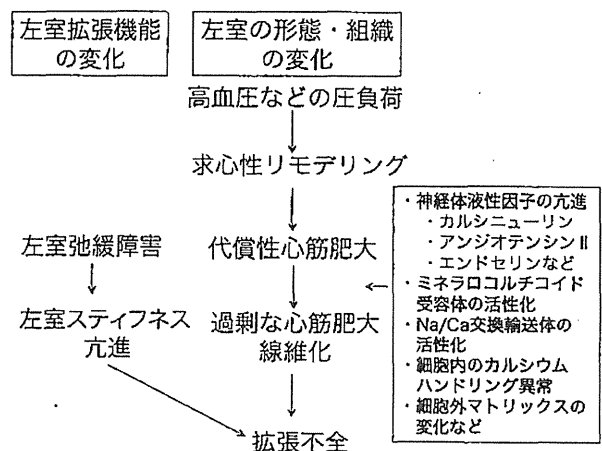 左室拡張機能
の変化
左室の形態・組織
の変化
高血圧などの圧負荷
求心性リモデリング
左室弛緩障害
代償性心筋肥大
左室スティフネス
亢進
過剰な心筋肥大
線維化
拡張不全
・神経体液性因子の亢進
・カルシニューリン
・アンジオテンシンⅡ
・エンドセリンなど
・ミネラロコルチコイド
受容体の活性化
・Na/Ca交換輸送体の
活性化
・細胞内のカルシウム
ハンドリング異常
・細胞外マトリックスの
変化など